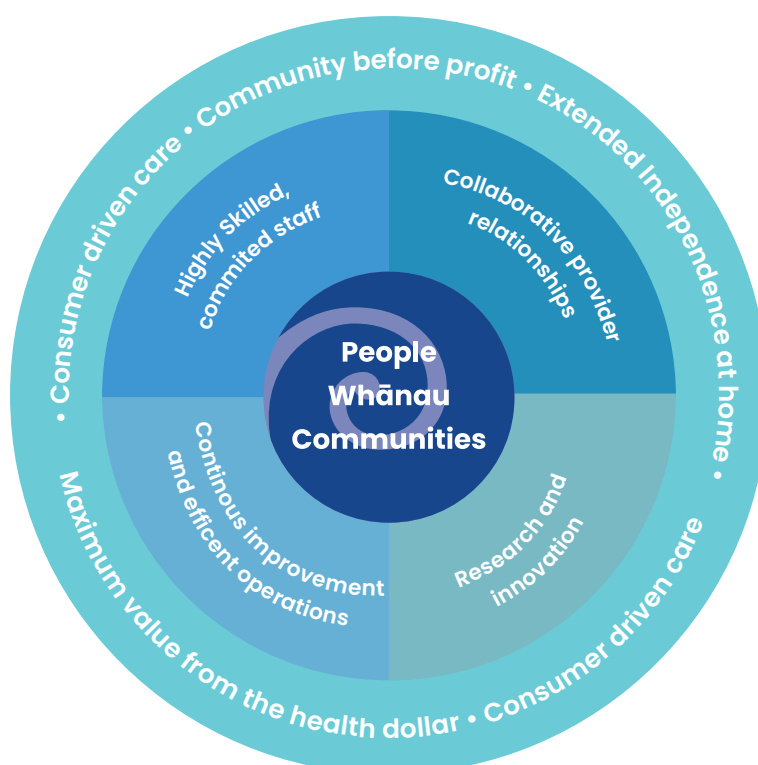 • Consumer driven care • Community before profit • Extended Independence at home •
Maximum value from the health dollar • Consumer driven care
Highly Skilled,
commited staff
Collaborative provider
relationships
People
Whānau
Communities
Continous improvement
and efficent operations
Research and
innovation